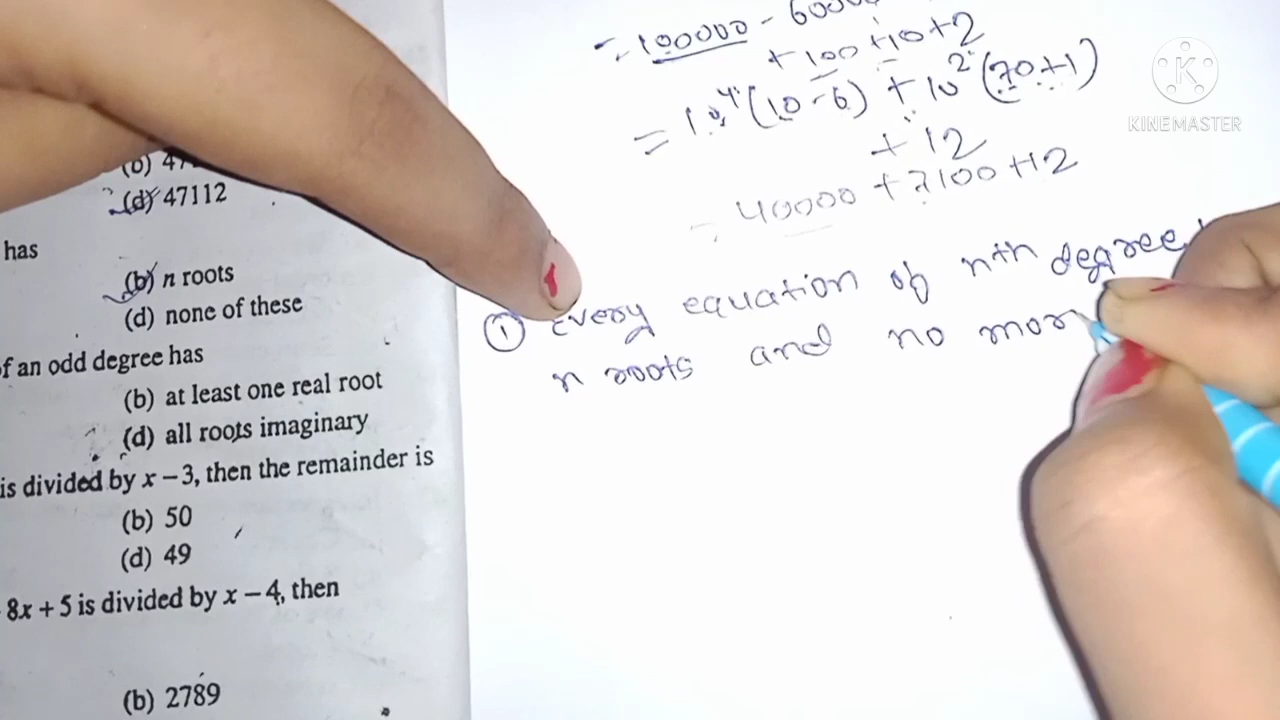 (b)
(d) 47112
has
(b) n roots
(d) none of these
f an odd degree has
(b) at least one real root
(d) all roots imaginary
is divided by x – 3, then the remainder is
(b) 50
(d) 49
8x + 5 is divided by x – 4, then
(b) 2789
= 100000 -
+ 100 + 10 + 2
= 10⁴(10 - 6) + 10²(70+1)
+ 12
= 40000 + 7100 + 12
① Every equation of nth degree
n roots and no mor
KINEMASTER